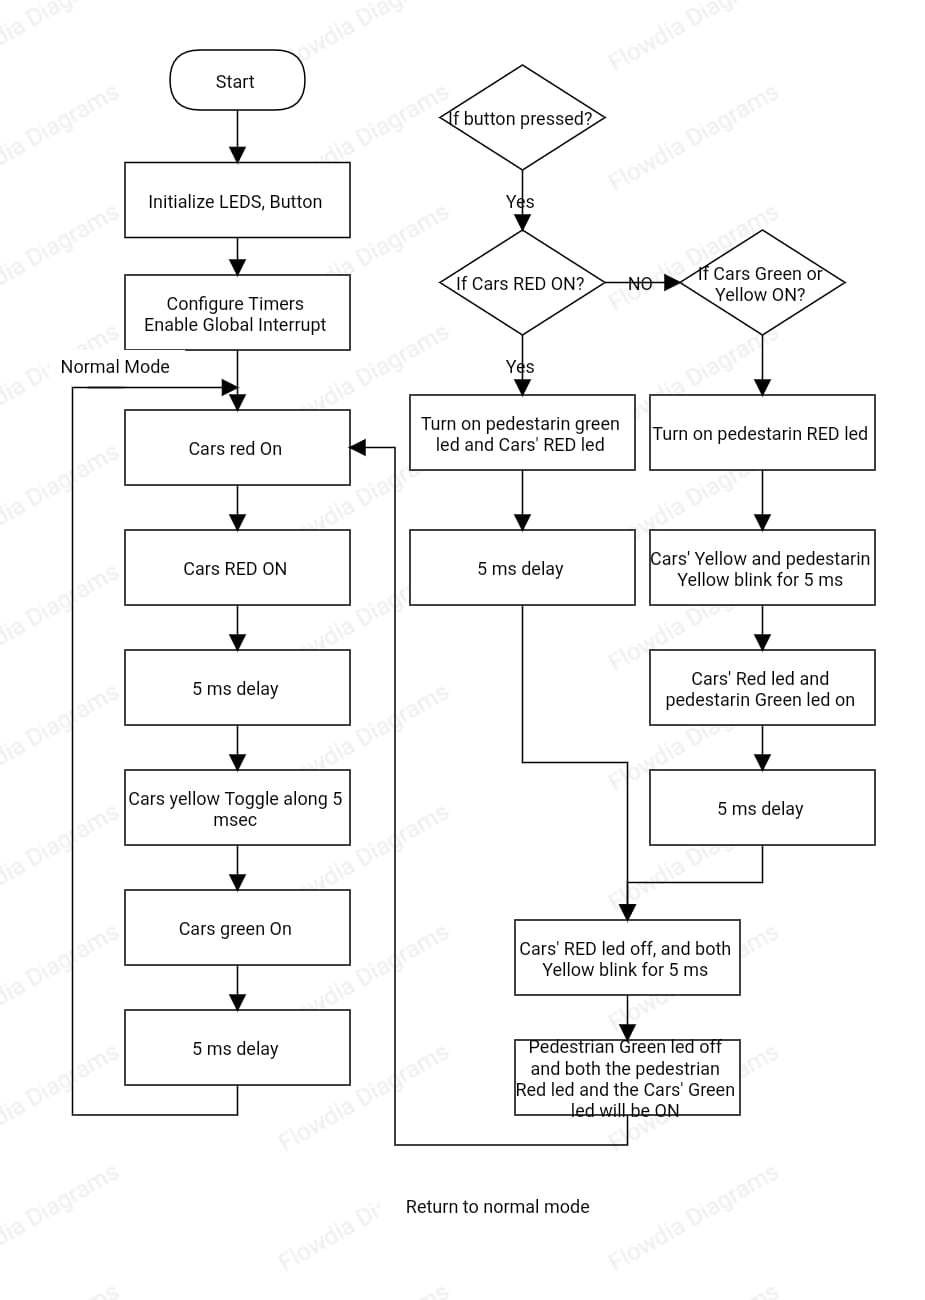 Start
Initialize LEDS, Button
Configure Timers
Enable Global Interrupt
Normal Mode
Cars red On
Cars RED ON
5 ms delay
Cars yellow Toggle along 5
msec
Cars green On
5 ms delay
If button pressed?
Yes
If Cars RED ON?
NO
If Cars Green or
Yellow ON?
Yes
Turn on pedestarin green
led and Cars' RED led
5 ms delay
Turn on pedestarin RED led
Cars' Yellow and pedestarin
Yellow blink for 5 ms
Cars' Red led and
pedestarin Green led on
5 ms delay
Cars' RED led off, and both
Yellow blink for 5 ms
Pedestrian Green led off
and both the pedestrian
Red led and the Cars' Green
led will be ON
Return to normal mode
Flowdia Diagrams